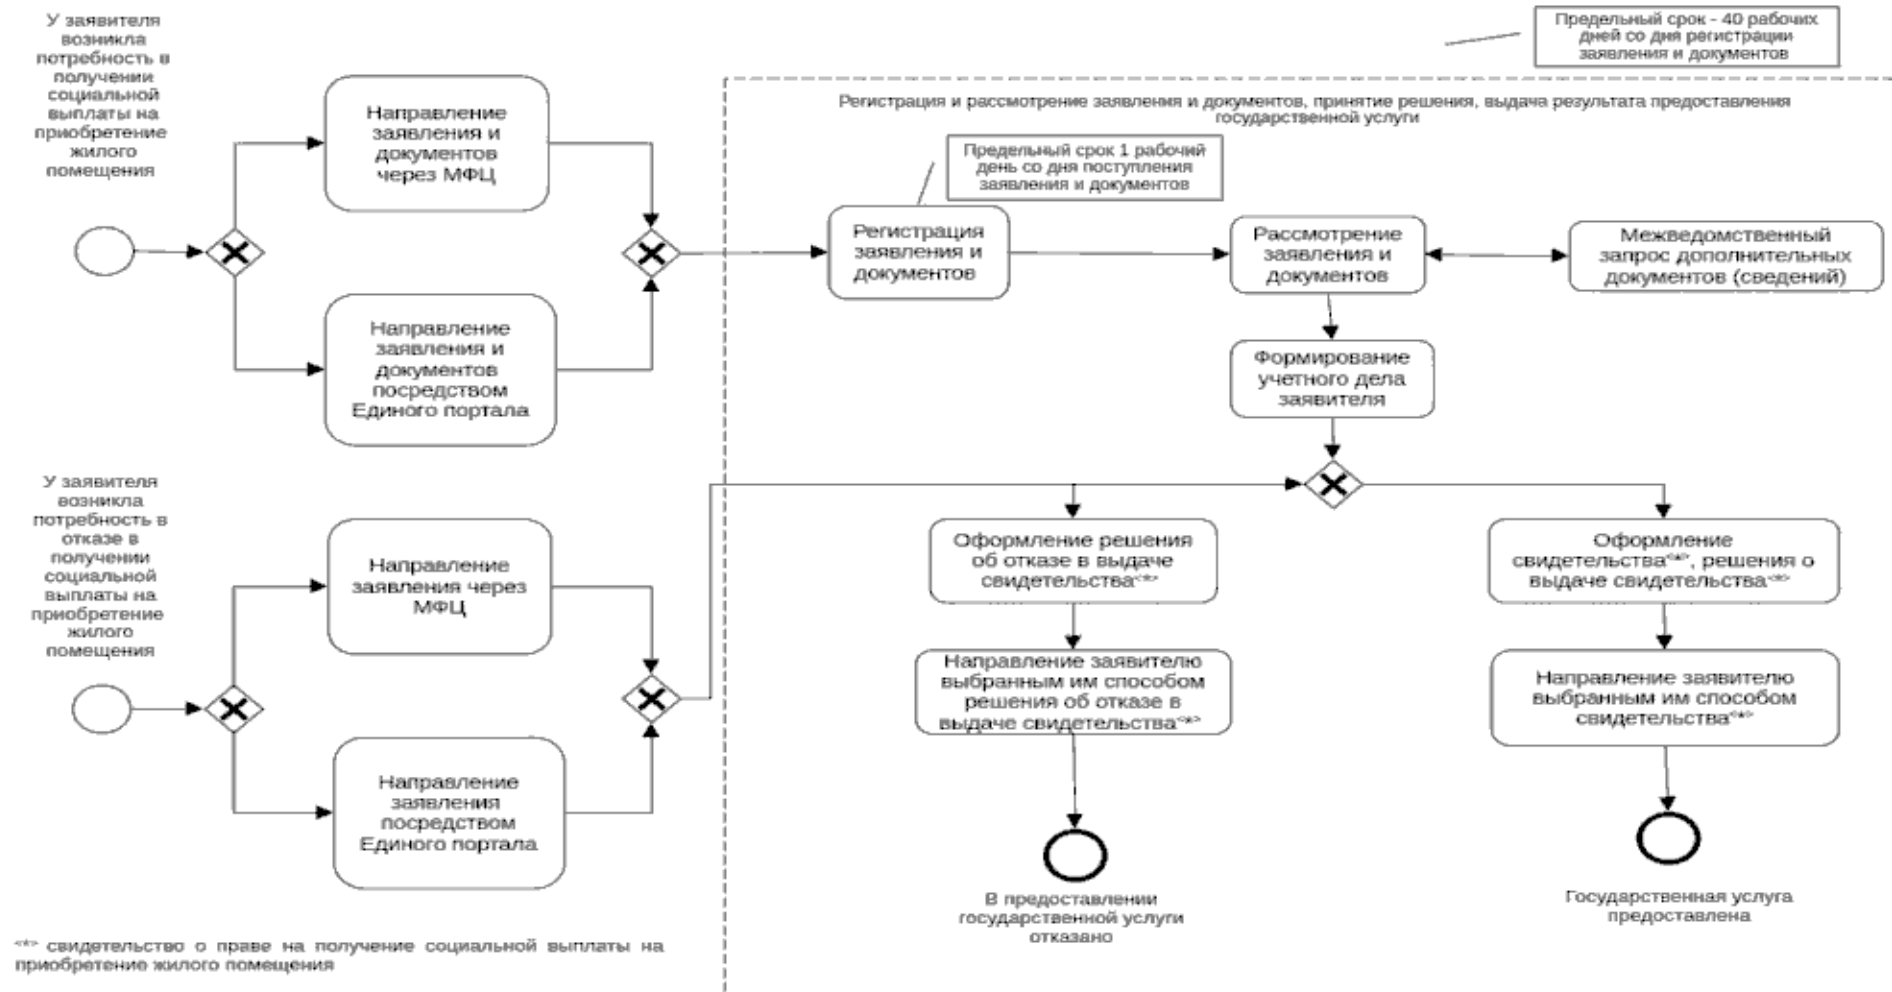 У заявителя
возникла
потребность в
получении
социальной
выплаты на
приобретение
жилого
помещения
Направление
заявления и
документов
через МФЦ
Направление
заявления и
документов
посредством
Единого портала
Предельный срок - 40 рабочих
дней со дня регистрации
заявления и документов
Регистрация и рассмотрение заявления и документов, принятие решения, выдача результата предоставления
государственной услуги
Предельный срок 1 рабочий
день со дня поступления
заявления и документов
Регистрация
заявления и
документов
Рассмотрение
заявления и
документов
Межведомственный
запрос дополнительных
документов (сведений)
Формирование
учетного дела
заявителя
У заявителя
возникла
потребность в
отказе в
получении
социальной
выплаты на
приобретение
жилого
помещения
Направление
заявления через
МФЦ
Направление
заявления
посредством
Единого портала
Оформление решения
об отказе в выдаче
свидетельства<*>
Направление заявителю
выбранным им способом
решения об отказе в
выдаче свидетельства<*>
В предоставлении
государственной услуги
отказано
Оформление
свидетельства<*>, решения о
выдаче свидетельства<*>
Направление заявителю
выбранным им способом
свидетельства<*>
Государственная услуга
предоставлена
<*> свидетельство о праве на получение социальной выплаты на
приобретение жилого помещения